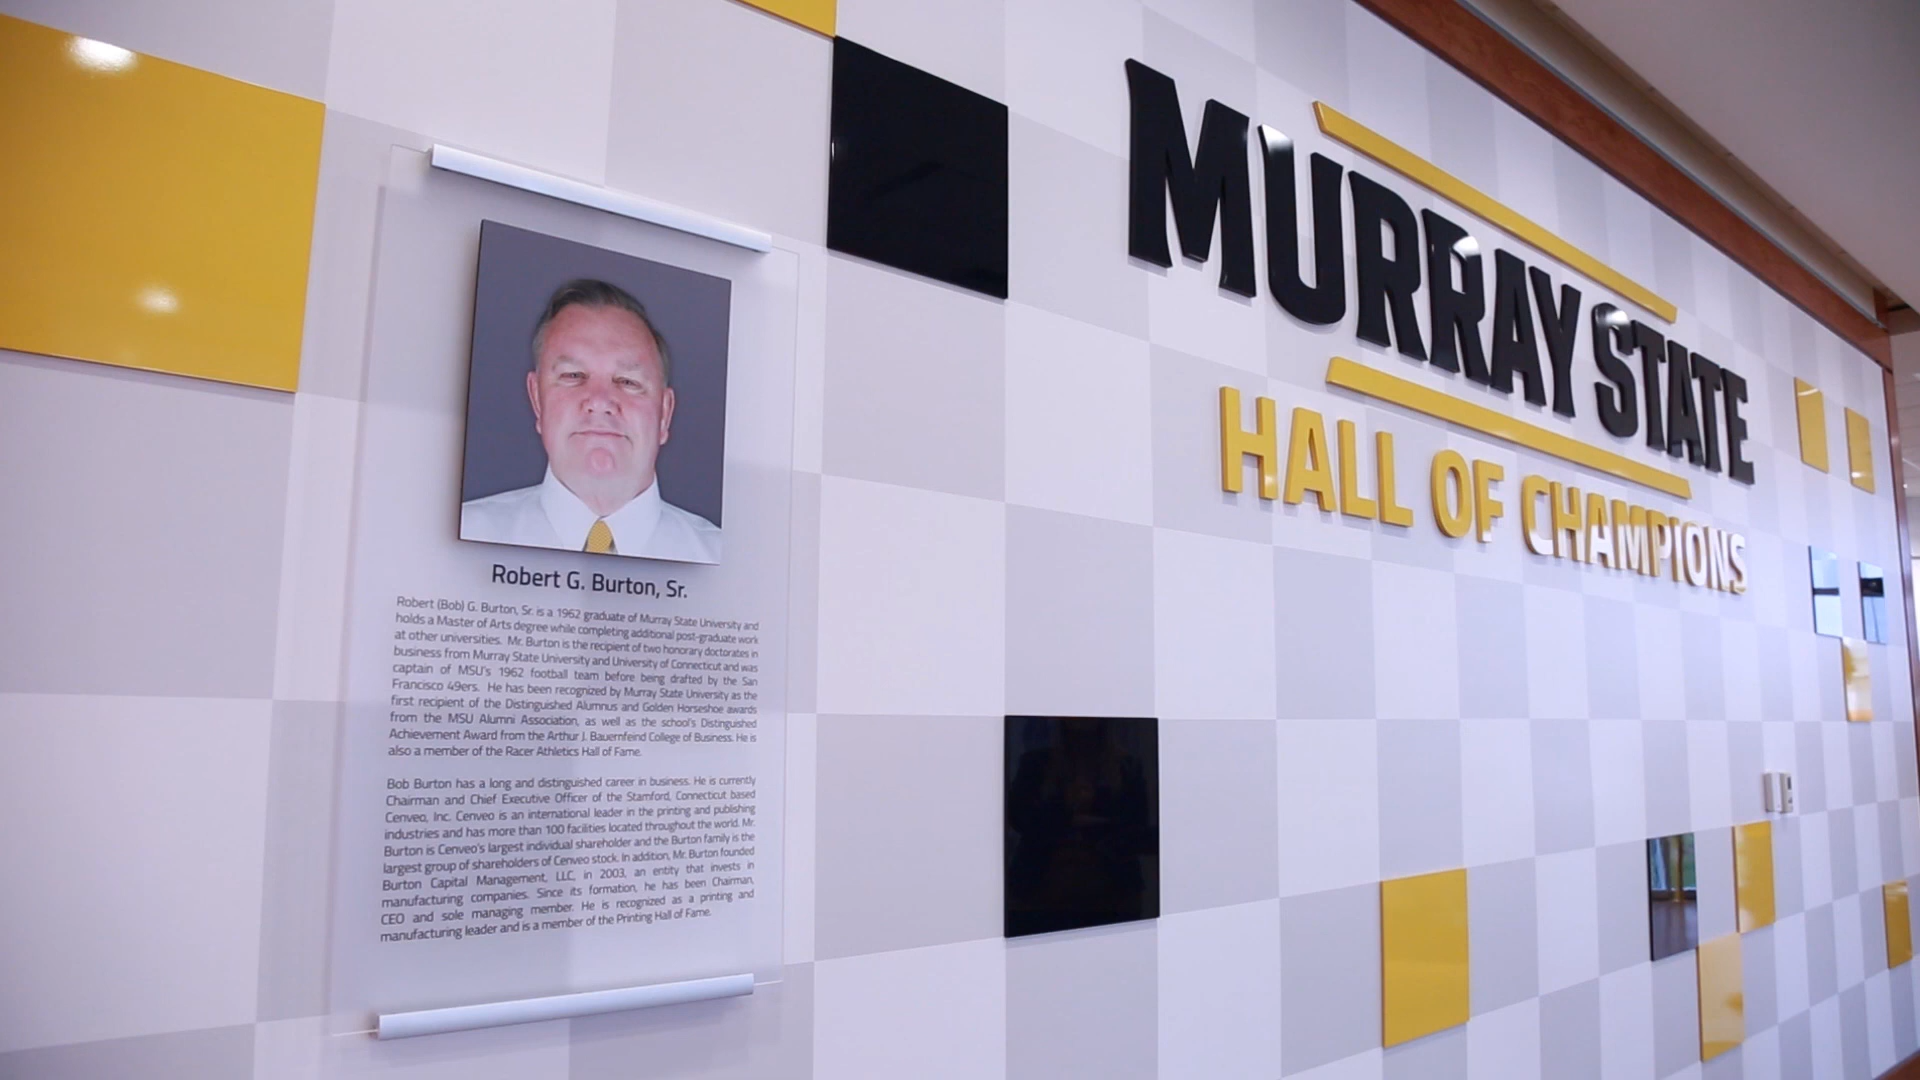 MURRAY STATE
HALL OF CHAMPIONS
Robert G. Burton, Sr.
Robert (Bob) G. Burton, Sr. is a 1962 graduate of Murray State University and
holds a Master of Arts degree while completing additional post-graduate work
at other universities. Mr. Burton is the recipient of two honorary doctorates in
business from Murray State University and University of Connecticut and was
captain of MSU's 1962 football team before being drafted by the San
Francisco 49ers. He has been recognized by Murray State University as the
first recipient of the Distinguished Alumnus and Golden Horseshoe awards
from the MSU Alumni Association, as well as the school's Distinguished
Achievement Award from the Arthur J. Bauernfeind College of Business. He is
also a member of the Racer Athletics Hall of Fame.
Bob Burton has a long and distinguished career in business. He is currently
Chairman and Chief Executive Officer of the Stamford, Connecticut based
Cenveo, Inc. Cenveo is an international leader in the printing and publishing
industries and has more than 100 facilities located throughout the world. Mr.
Burton is Cenveo's largest individual shareholder and the Burton family is the
largest group of shareholders of Cenveo stock. In addition, Mr. Burton founded
Burton Capital Management, LLC, in 2003, an entity that invests in
manufacturing companies. Since its formation, he has been Chairman,
CEO and sole managing member. He is recognized as a printing and
manufacturing leader and is a member of the Printing Hall of Fame.